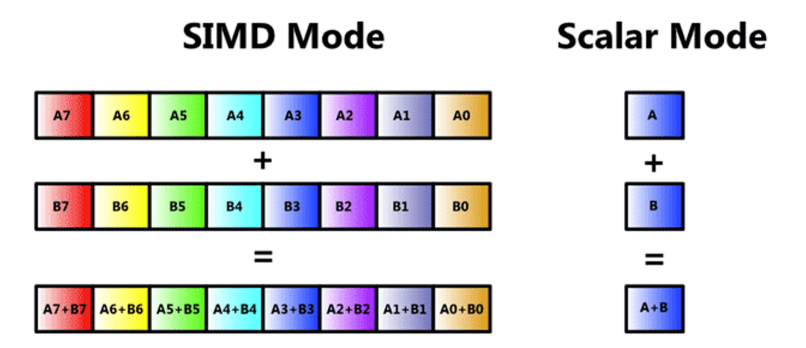 SIMD Mode Scalar Mode
A7 A6 A5 A4 A3 A2 A1 A0 A
+ +
B7 B6 B5 B4 B3 B2 B1 B0 B
= =
A7+B7 A6+B6 A5+B5 A4+B4 A3+B3 A2+B2 A1+B1 A0+B0 A+B